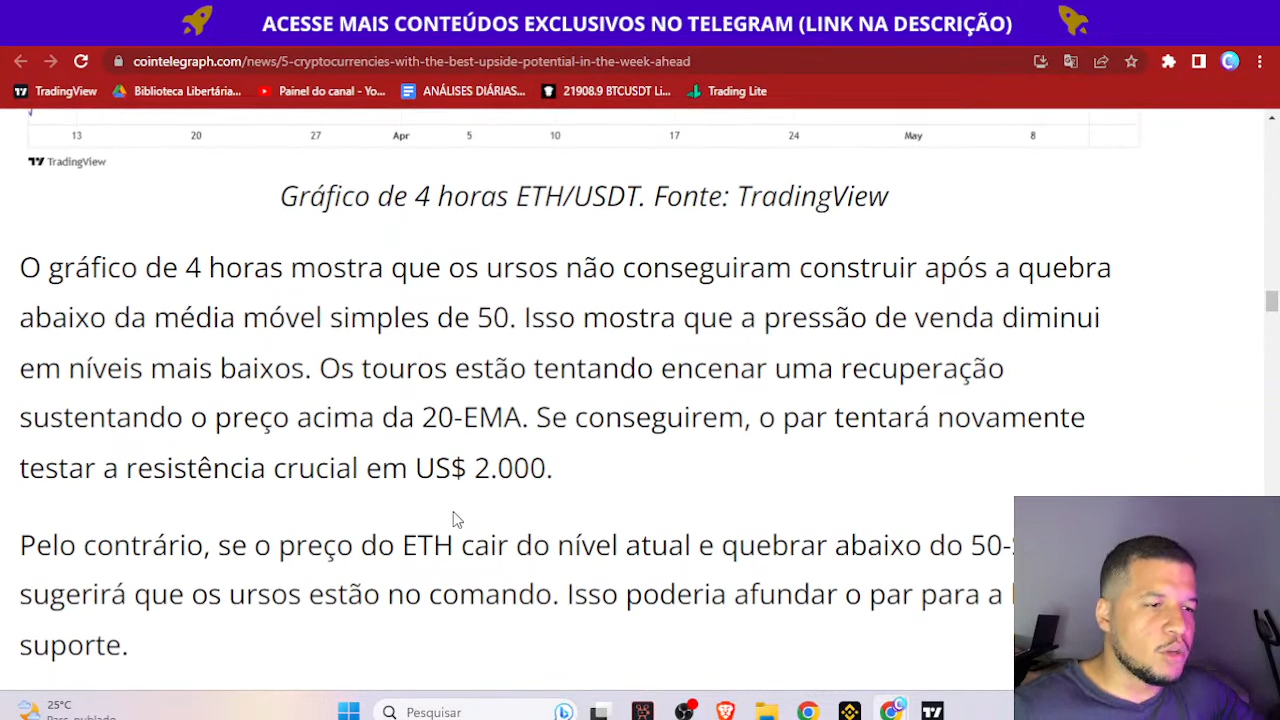 ACESSE MAIS CONTEÚDOS EXCLUSIVOS NO TELEGRAM (LINK NA DESCRIÇÃO)
cointelegraph.com/news/5-cryptocurrencies-with-the-best-upside-potential-in-the-week-ahead
TradingView Biblioteca Libertária... Painel do canal - Yo... ANÁLISES DIÁRIAS... 21908.9 BTCUSDT Li... Trading Lite
13 20 27 Apr 5 10 17 24 May 8
TradingView
Gráfico de 4 horas ETH/USDT. Fonte: TradingView
O gráfico de 4 horas mostra que os ursos não conseguiram construir após a quebra
abaixo da média móvel simples de 50. Isso mostra que a pressão de venda diminui
em níveis mais baixos. Os touros estão tentando encenar uma recuperação
sustentando o preço acima da 20-EMA. Se conseguirem, o par tentará novamente
testar a resistência crucial em US$ 2.000.
Pelo contrário, se o preço do ETH cair do nível atual e quebrar abaixo do 50-
sugerirá que os ursos estão no comando. Isso poderia afundar o par para a
suporte.
25°C
Pesquisar